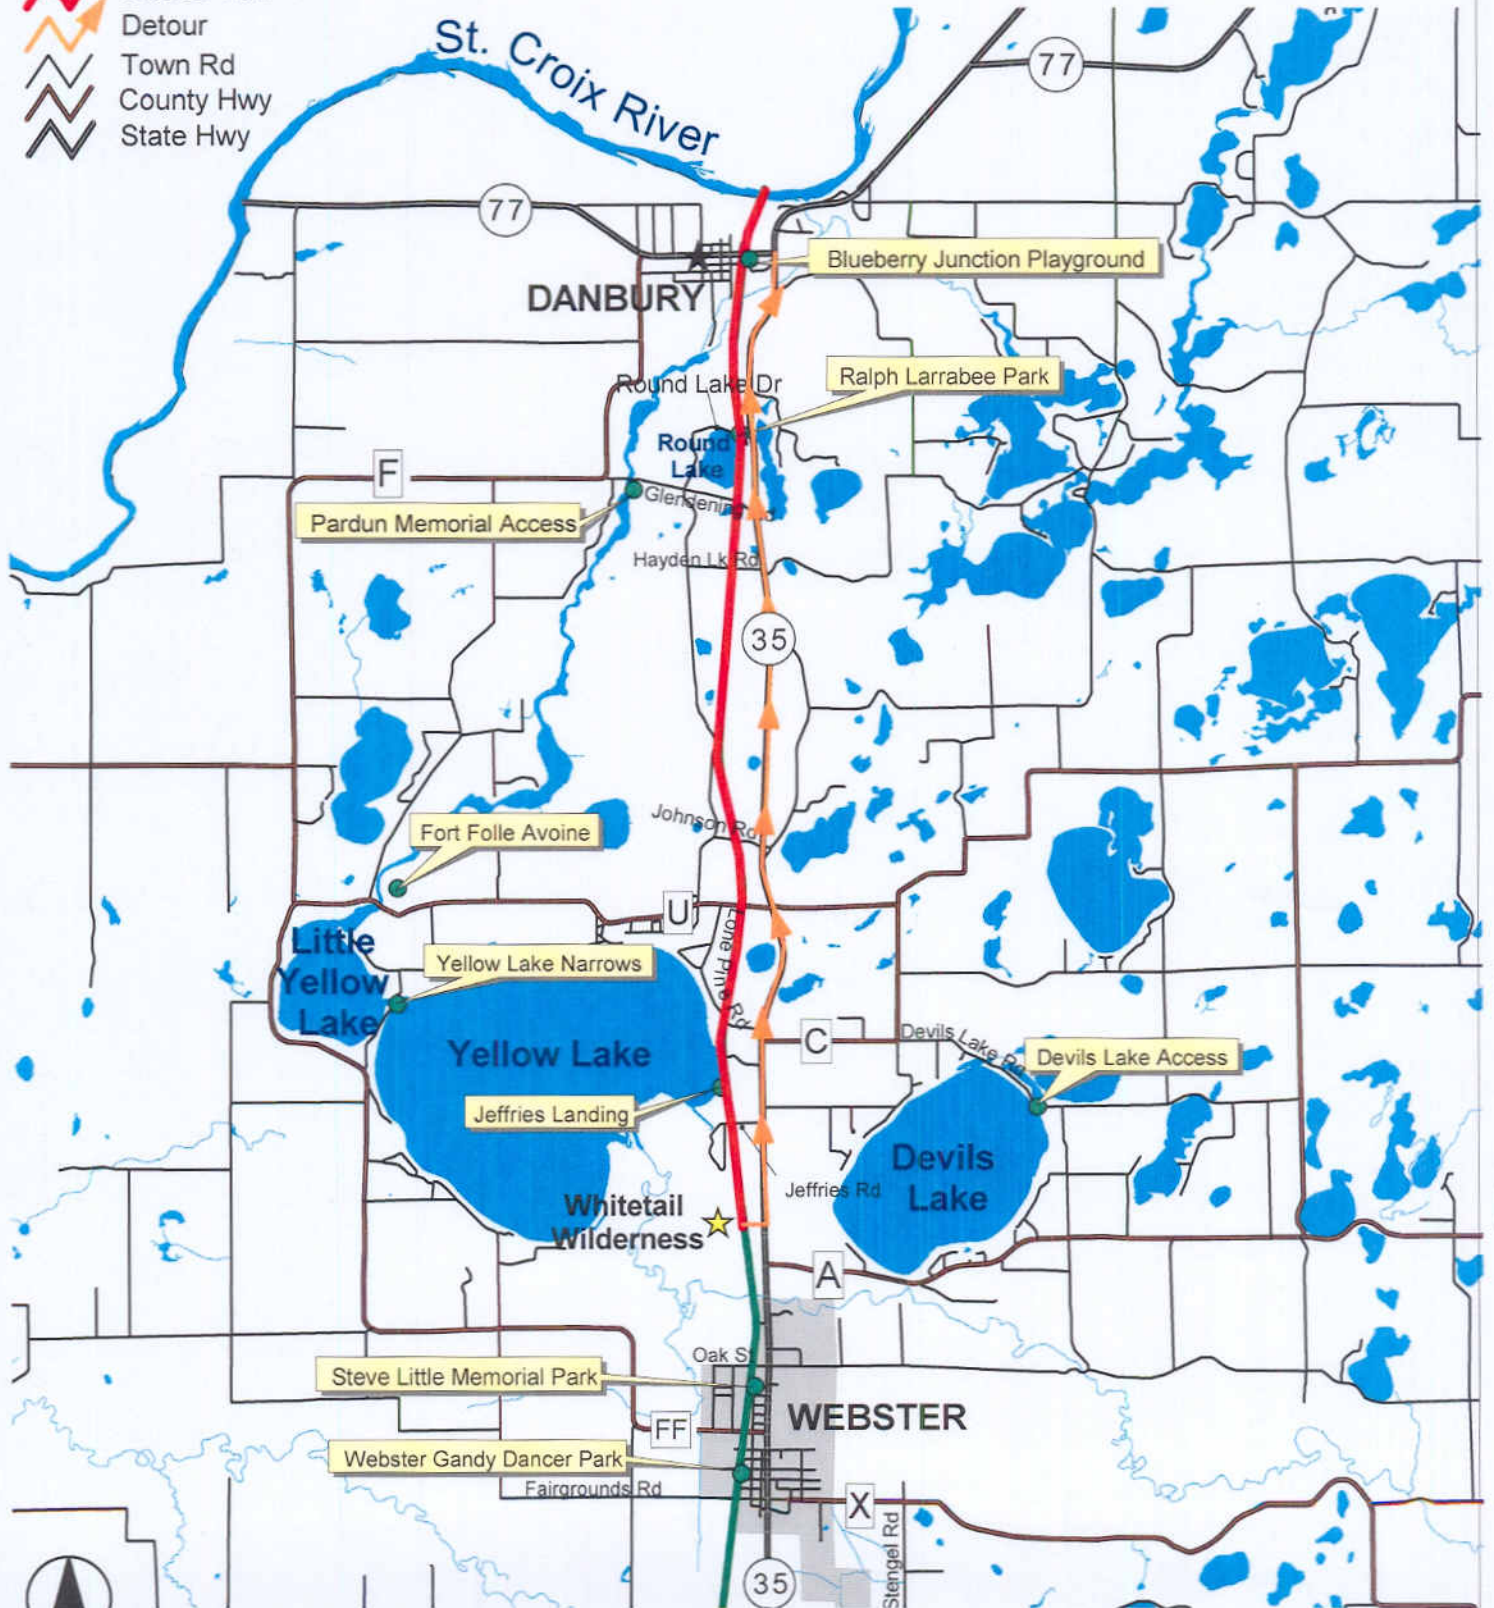 Detour
Town Rd
County Hwy
State Hwy
St. Croix River
77
77
Blueberry Junction Playground
DANBURY
Round Lake Dr
Ralph Larrabee Park
Round
Lake
F
Glendening Rd
Pardun Memorial Access
Hayden Lk Rd
35
Johnson Rd
Fort Folle Avoine
U
Lone Pine Rd
Little
Yellow
Lake
Yellow Lake Narrows
C
Devils Lake Rd
Devils Lake Access
Yellow Lake
Jeffries Landing
Devils
Lake
Jeffries Rd
Whitetail
Wilderness
A
Oak St
Steve Little Memorial Park
WEBSTER
FF
Webster Gandy Dancer Park
Fairgrounds Rd
X
Stengel Rd
35